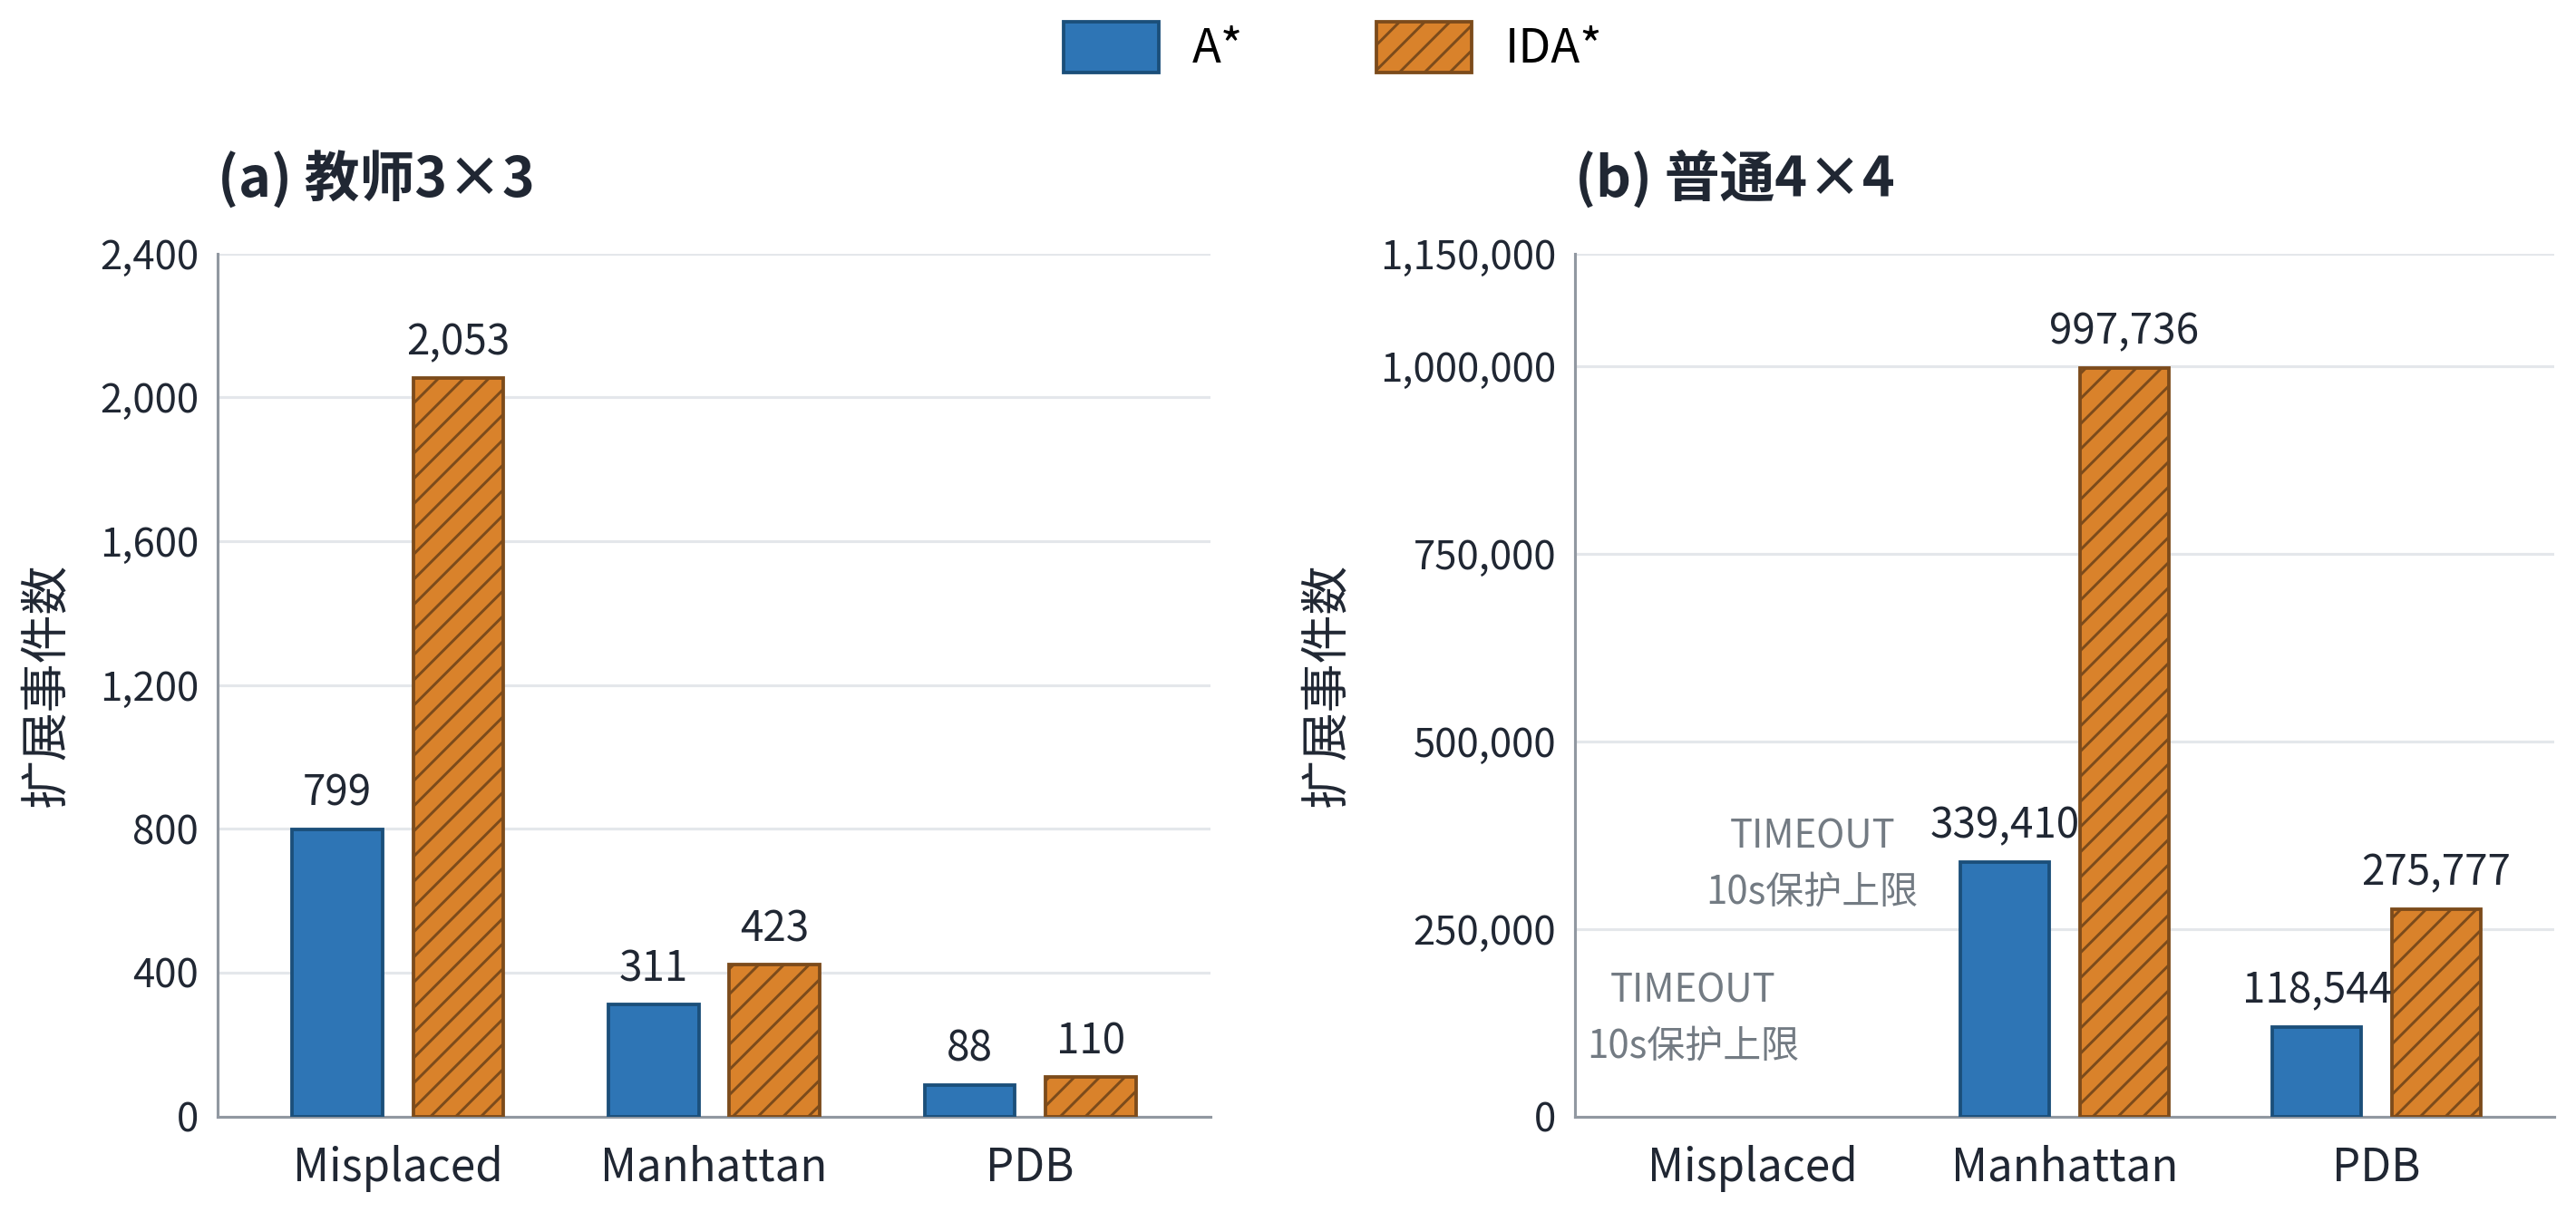 A*
IDA*
(a) 教师3×3
2,400
2,000
1,600
1,200
800
400
0
扩展事件数
799
2,053
311
423
88
110
Misplaced
Manhattan
PDB
(b) 普通4×4
1,150,000
1,000,000
750,000
500,000
250,000
0
扩展事件数
TIMEOUT
10s保护上限
TIMEOUT
10s保护上限
339,410
997,736
118,544
275,777
Misplaced
Manhattan
PDB